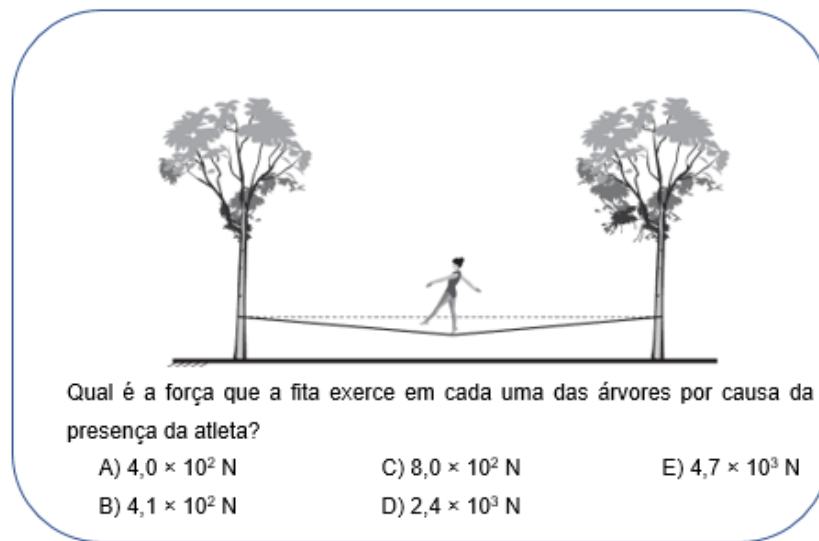 Qual é a força que a fita exerce em cada uma das árvores por causa da
presença da atleta?
A) 4,0 × 10² N C) 8,0 × 10² N E) 4,7 × 10³ N
B) 4,1 × 10² N D) 2,4 × 10³ N